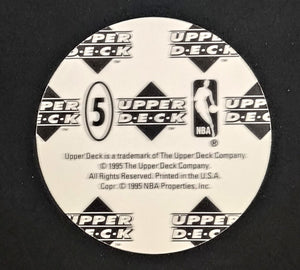 UPPER UPPER
D·E·C·K D·E·C·K
UPPER 5 UPPER
D·E·C·K D·E·C·K
NBA
®
Upper Deck is a trademark of The Upper Deck Company.
© 1995 The Upper Deck Company.
All Rights Reserved. Printed in the U.S.A.
Copr. © 1995 NBA Properties, Inc.
UPPER UPPER
D·E·C·K D·E·C·K